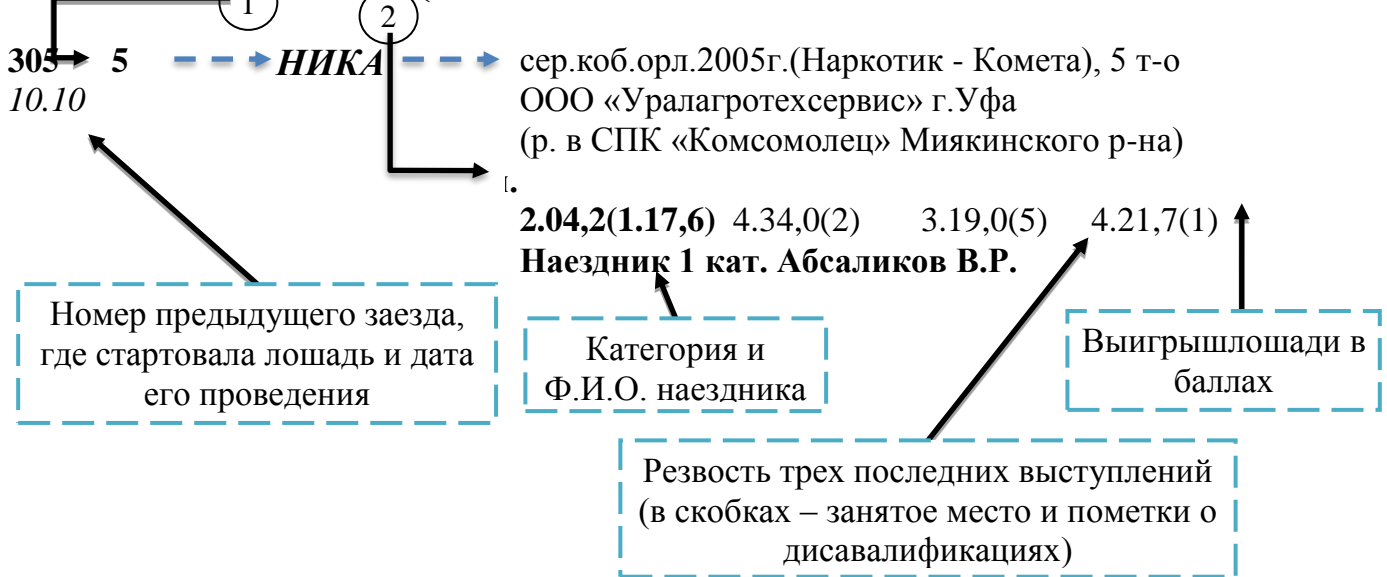 1
2
305 5 НИКА сер.коб.орл.2005г.(Наркотик - Комета), 5 т-о
10.10 ООО «Уралагротехсервис» г.Уфа
(р. в СПК «Комсомолец» Миякинского р-на)
2.04,2(1.17,6) 4.34,0(2) 3.19,0(5) 4.21,7(1)
Наездник 1 кат. Абсаликов В.Р.
Номер предыдущего заезда,
где стартовала лошадь и дата
его проведения
Категория и
Ф.И.О. наездника
Выигрышлошади в
баллах
Резвость трех последних выступлений
(в скобках – занятое место и пометки о
дисавалификациях)